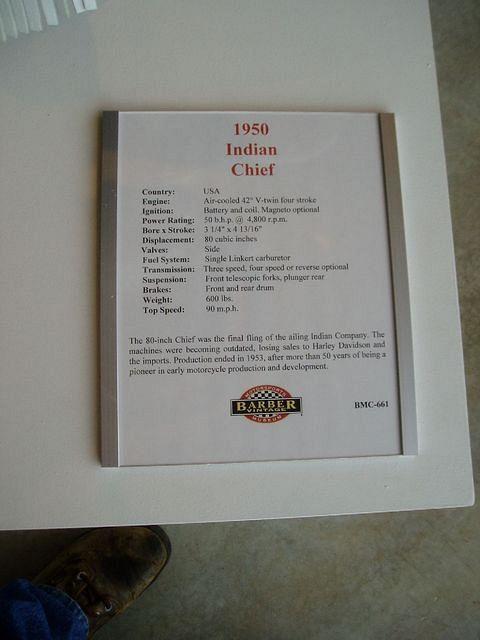 1950
Indian
Chief
Country: USA
Engine: Air-cooled 42° V-twin four stroke
Ignition: Battery and coil. Magneto optional
Power Rating: 50 b.h.p. @ 4,800 r.p.m.
Bore x Stroke: 3 1/4" x 4 13/16"
Displacement: 80 cubic inches
Valves: Side
Fuel System: Single Linkert carburetor
Transmission: Three speed, four speed or reverse optional
Suspension: Front telescopic forks, plunger rear
Brakes: Front and rear drum
Weight: 600 lbs.
Top Speed: 90 m.p.h.
The 80-inch Chief was the final fling of the ailing Indian Company. The
machines were becoming outdated, losing sales to Harley Davidson and
the imports. Production ended in 1953, after more than 50 years of being a
pioneer in early motorcycle production and development.
MOTORSPORTS
BARBER
VINTAGE
MUSEUM
BMC-661